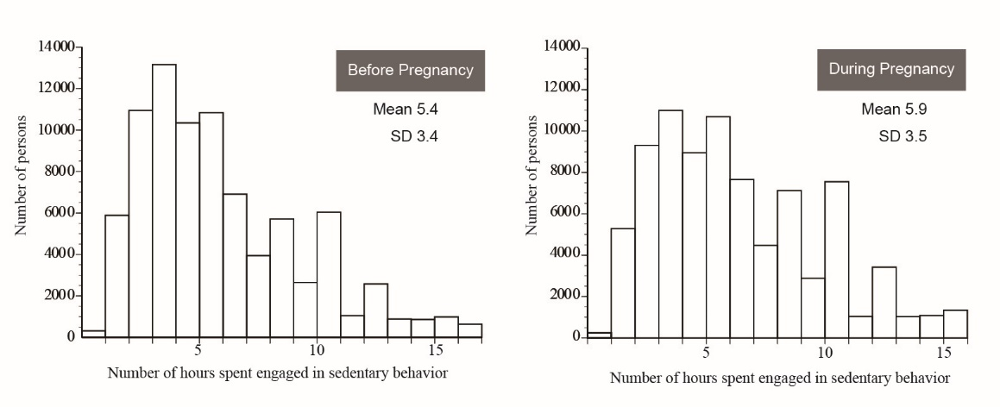 14000
12000
10000
8000
6000
4000
2000
0
Number of persons
Before Pregnancy
Mean 5.4
SD 3.4
5 10 15
Number of hours spent engaged in sedentary behavior
14000
12000
10000
8000
6000
4000
2000
0
Number of persons
During Pregnancy
Mean 5.9
SD 3.5
5 10 15
Number of hours spent engaged in sedentary behavior